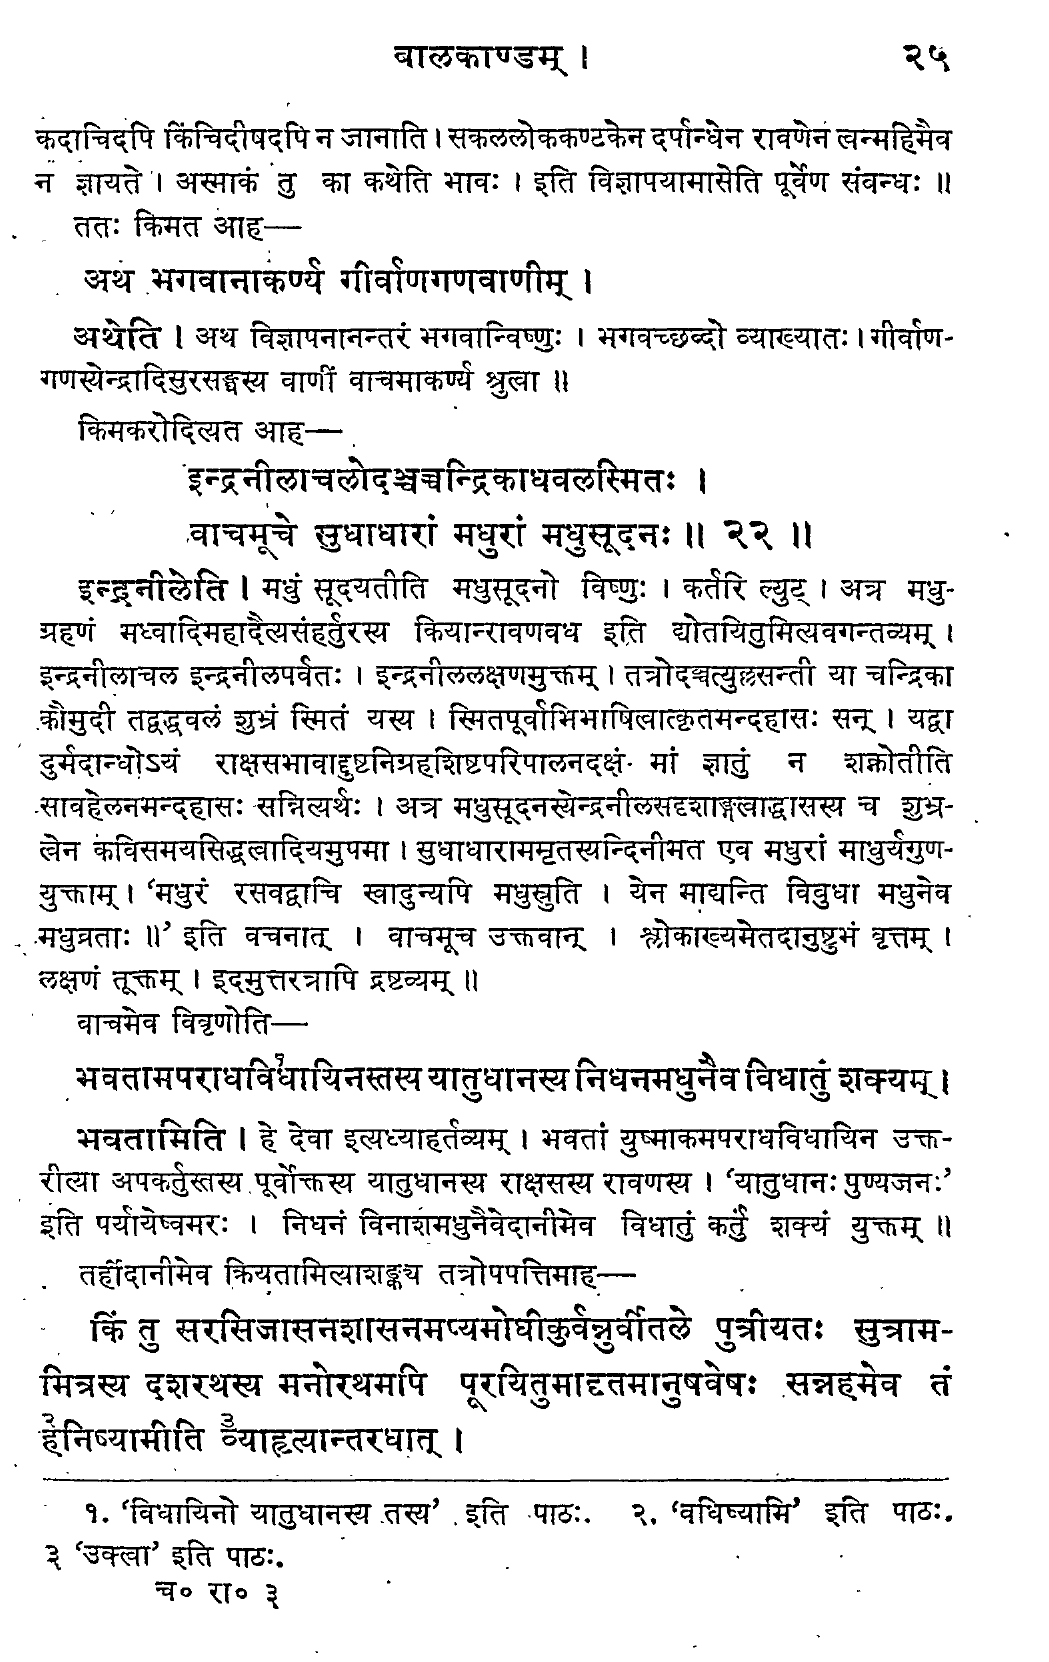 बालकाण्डम् । २५
कदाचिदपि किंचिदीषदपि न जानाति । सकललोककण्टकेन दर्पान्धेन रावणेन त्वन्महिमैव
न ज्ञायते । अस्माकं तु का कथेति भावः । इति विज्ञापयामासेति पूर्वेण संबन्धः ॥
ततः किमत आह—
अथ भगवानाकर्ण्य गीर्वाणगणवाणीम् ।
अथेति । अथ विज्ञापनानन्तरं भगवान्विष्णुः । भगवच्छब्दो व्याख्यातः । गीर्वाण-
गणस्येन्द्रादिसुरसङ्घस्य वाणीं वाचमाकर्ण्य श्रुत्वा ॥
किमकरोदित्यत आह—
इन्द्रनीलाचलोदञ्चच्चन्द्रिकाधवलस्मितः ।
वाचमूचे सुधाधारां मधुरां मधुसूदनः ॥ २२ ॥
इन्द्रनीलेति । मधुं सूदयतीति मधुसूदनो विष्णुः । कर्तरि ल्युट् । अत्र मधु-
ग्रहणं मध्वादिमहादैत्यसंहर्तुरस्य कियान्रावणवध इति द्योतयितुमित्यवगन्तव्यम् ।
इन्द्रनीलाचल इन्द्रनीलपर्वतः । इन्द्रनीललक्षणमुक्तम् । तत्रोदञ्चत्युल्लसन्ती या चन्द्रिका
कौमुदी तद्वद्धवलं शुभ्रं स्मितं यस्य । स्मितपूर्वाभिभाषित्वात्कृतमन्दहासः सन् । यद्वा
दुर्मदान्धोऽयं राक्षसभावाद्दुष्टनिग्रहशिष्टपरिपालनदक्षं मां ज्ञातुं न शक्नोतीति
सावहेलनमन्दहासः सन्नित्यर्थः । अत्र मधुसूदनस्येन्द्रनीलसदृशाङ्गत्वाद्धासस्य च शुभ्र-
त्वेन कविसमयसिद्धत्वादियमुपमा । सुधाधाराममृतस्यन्दिनीमत एव मधुरां माधुर्यगुण-
युक्ताम् । ‘मधुरं रसवद्वाचि स्वादुन्यपि मधुस्रुति । येन माद्यन्ति विबुधा मधुनेव
मधुव्रताः ॥’ इति वचनात् । वाचमूच उक्तवान् । श्लोकाख्यमेतदानुष्टुभं वृत्तम् ।
लक्षणं तूक्तम् । इदमुत्तरत्रापि द्रष्टव्यम् ॥
वाचमेव विवृणोति—
भवतामपराधविधायिनस्तस्य यातुधानस्य निधनमधुनैव विधातुं शक्यम् ।
भवतामिति । हे देवा इत्यध्याहर्तव्यम् । भवतां युष्माकमपराधविधायिन उक्त-
रीत्या अपकर्तुस्तस्य पूर्वोक्तस्य यातुधानस्य राक्षसस्य रावणस्य । ‘यातुधानः पुण्यजनः’
इति पर्यायेष्वमरः । निधनं विनाशमधुनैवेदानीमेव विधातुं कर्तुं शक्यं युक्तम् ॥
तर्हीदानीमेव क्रियतामित्याशङ्क्य तत्रोपपत्तिमाह—
किं तु सरसिजासनशासनमप्यमोघीकुर्वन्नुर्वीतले पुत्रीयतः सुत्राम-
मित्रस्य दशरथस्य मनोरथमपि पूरयितुमादृतमानुषवेषः सन्नहमेव तं
हनिष्यामीति व्याहृत्यान्तरधात् ।
१. ‘विधायिनो यातुधानस्य तस्य’ इति पाठः. २. ‘वधिष्यामि’ इति पाठः.
३ ‘उक्त्वा’ इति पाठः.
च० रा० ३